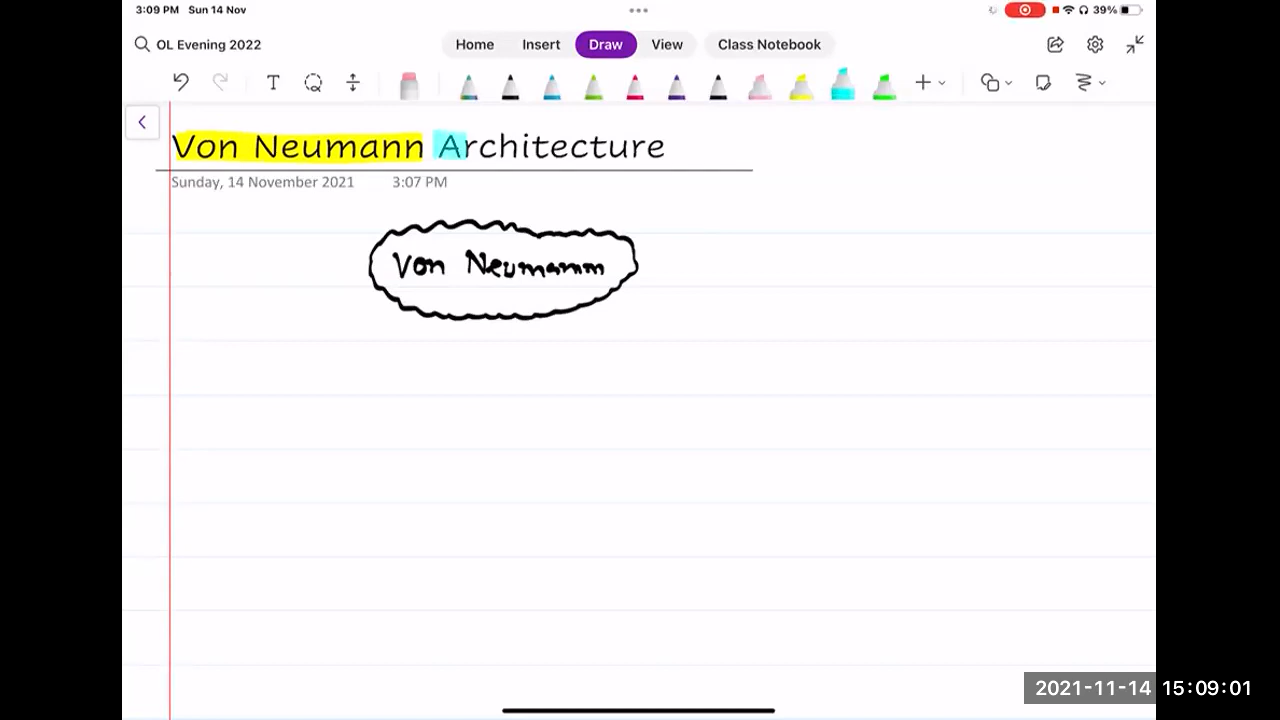 3:09 PM Sun 14 Nov
39%
OL Evening 2022
Home Insert Draw View Class Notebook
T
Von Neumann Architecture
Sunday, 14 November 2021 3:07 PM
Von Neumann
2021-11-14 15:09:01